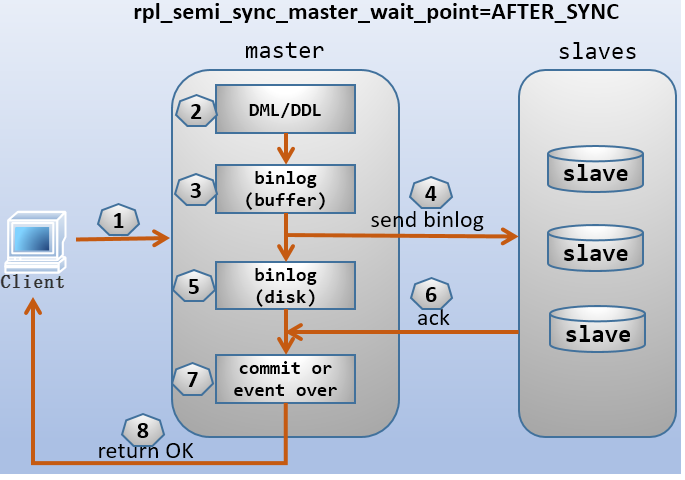 rpl_semi_sync_master_wait_point=AFTER_SYNC
master
slaves
2
DML/DDL
3
binlog
(buffer)
4
send binlog
slave
1
slave
Client
5
binlog
(disk)
6
ack
slave
7
commit or
event over
8
return OK